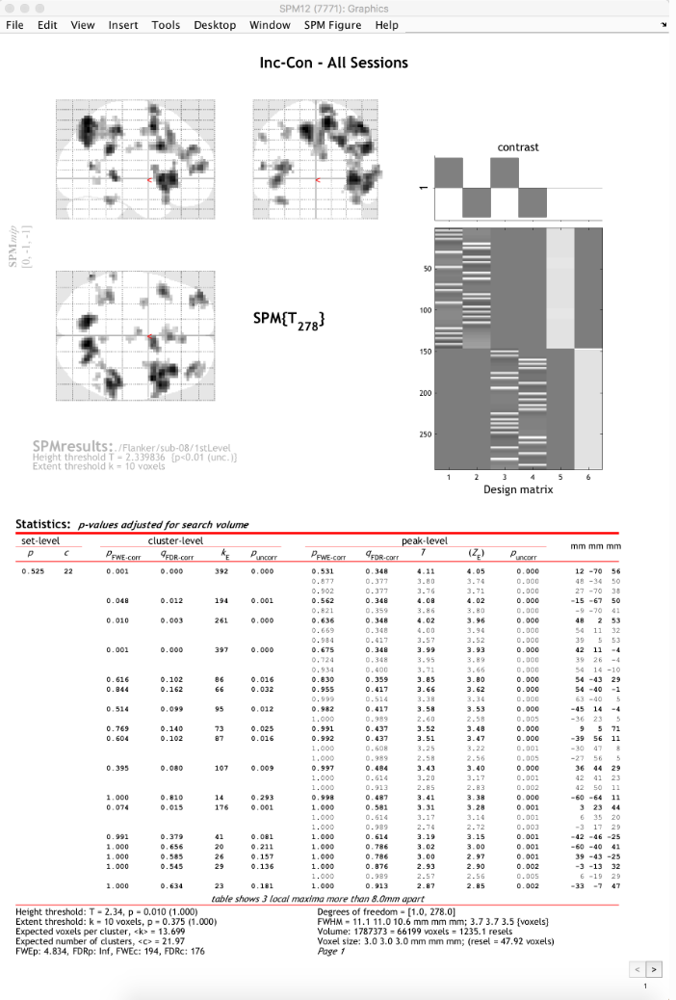 SPM12 (7771): Graphics
File Edit View Insert Tools Desktop Window SPM Figure Help
Inc-Con - All Sessions
contrast
1
SPMmip
[0, -1, -1]
<
<
<
SPM{T278}
50
100
150
200
250
1 2 3 4 5 6
Design matrix
SPMresults: ./Flanker/sub-08/1stLevel
Height threshold T = 2.339836 [p<0.01 (unc.)]
Extent threshold k = 10 voxels
Statistics: p-values adjusted for search volume
set-level cluster-level peak-level mm mm mm
p c pFWE-corr qFDR-corr kE puncorr pFWE-corr qFDR-corr T (ZE) puncorr
0.525 22 0.001 0.000 392 0.000 0.531 0.348 4.11 4.05 0.000 12 -70 56
0.877 0.377 3.80 3.74 0.000 48 -34 50
0.902 0.377 3.76 3.71 0.000 27 -70 38
0.048 0.012 194 0.001 0.562 0.348 4.08 4.02 0.000 -15 -67 50
0.821 0.359 3.86 3.80 0.000 -9 -70 41
0.010 0.003 261 0.000 0.636 0.348 4.02 3.96 0.000 48 2 53
0.669 0.348 4.00 3.94 0.000 54 11 32
0.984 0.417 3.57 3.52 0.000 39 5 53
0.001 0.000 397 0.000 0.675 0.348 3.99 3.93 0.000 42 11 -4
0.724 0.348 3.95 3.89 0.000 39 26 -4
0.934 0.400 3.71 3.66 0.000 54 14 -10
0.616 0.102 86 0.016 0.830 0.359 3.85 3.80 0.000 54 -43 29
0.844 0.162 66 0.032 0.955 0.417 3.66 3.62 0.000 54 -40 -1
0.999 0.514 3.38 3.34 0.000 63 -40 5
0.514 0.099 95 0.012 0.982 0.417 3.58 3.53 0.000 -45 14 -4
1.000 0.989 2.60 2.58 0.005 -36 23 5
0.769 0.140 73 0.025 0.991 0.437 3.52 3.48 0.000 9 5 71
0.604 0.102 87 0.016 0.992 0.437 3.51 3.47 0.000 -39 56 11
1.000 0.608 3.25 3.22 0.001 -30 47 8
1.000 0.989 2.58 2.56 0.005 -27 56 5
0.395 0.080 107 0.009 0.997 0.484 3.43 3.40 0.000 36 44 29
1.000 0.614 3.20 3.17 0.001 42 41 23
1.000 0.913 2.85 2.83 0.002 42 50 11
1.000 0.810 14 0.293 0.998 0.487 3.41 3.38 0.000 -60 -64 11
0.074 0.015 176 0.001 1.000 0.581 3.31 3.28 0.001 3 23 44
1.000 0.614 3.17 3.14 0.001 6 35 20
1.000 0.989 2.74 2.72 0.003 -3 17 29
0.991 0.379 41 0.081 1.000 0.614 3.19 3.15 0.001 -42 -46 -25
1.000 0.656 20 0.211 1.000 0.786 3.02 3.00 0.001 -60 -40 41
1.000 0.585 26 0.157 1.000 0.786 3.00 2.97 0.001 39 -43 -25
1.000 0.545 29 0.136 1.000 0.876 2.93 2.90 0.002 -3 -13 32
1.000 0.989 2.57 2.56 0.005 6 -19 29
1.000 0.634 23 0.181 1.000 0.913 2.87 2.85 0.002 -33 -7 47
table shows 3 local maxima more than 8.0mm apart
Height threshold: T = 2.34, p = 0.010 (1.000)
Extent threshold: k = 10 voxels, p = 0.375 (1.000)
Expected voxels per cluster, <k> = 13.699
Expected number of clusters, <c> = 21.97
FWEp: 4.834, FDRp: Inf, FWEc: 194, FDRc: 176
Degrees of freedom = [1.0, 278.0]
FWHM = 11.1 11.0 10.6 mm mm mm; 3.7 3.7 3.5 {voxels}
Volume: 1787373 = 66199 voxels = 1235.1 resels
Voxel size: 3.0 3.0 3.0 mm mm mm; (resel = 47.92 voxels)
Page 1
< >
1